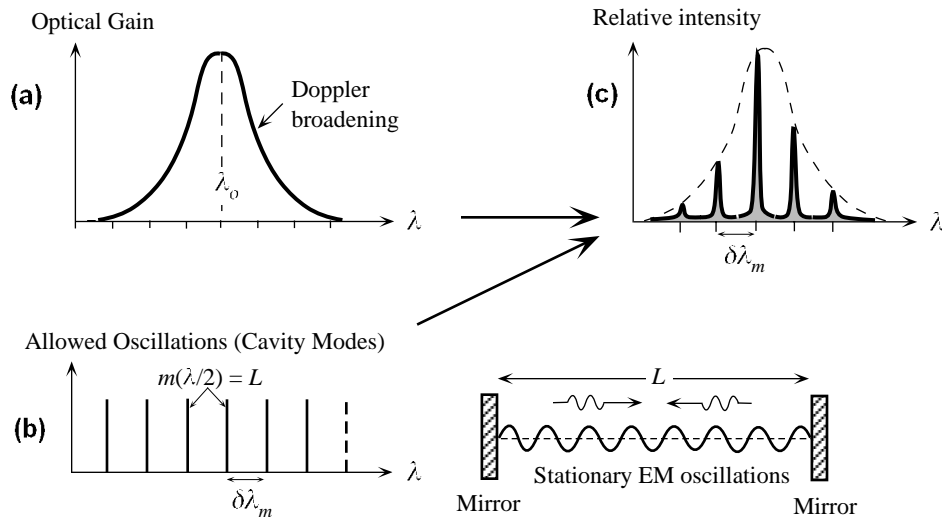 Optical Gain
(a)
Doppler
broadening
λo
λ
Relative intensity
(c)
λ
δλm
Allowed Oscillations (Cavity Modes)
m(λ/2) = L
(b)
λ
δλm
L
Stationary EM oscillations
Mirror
Mirror